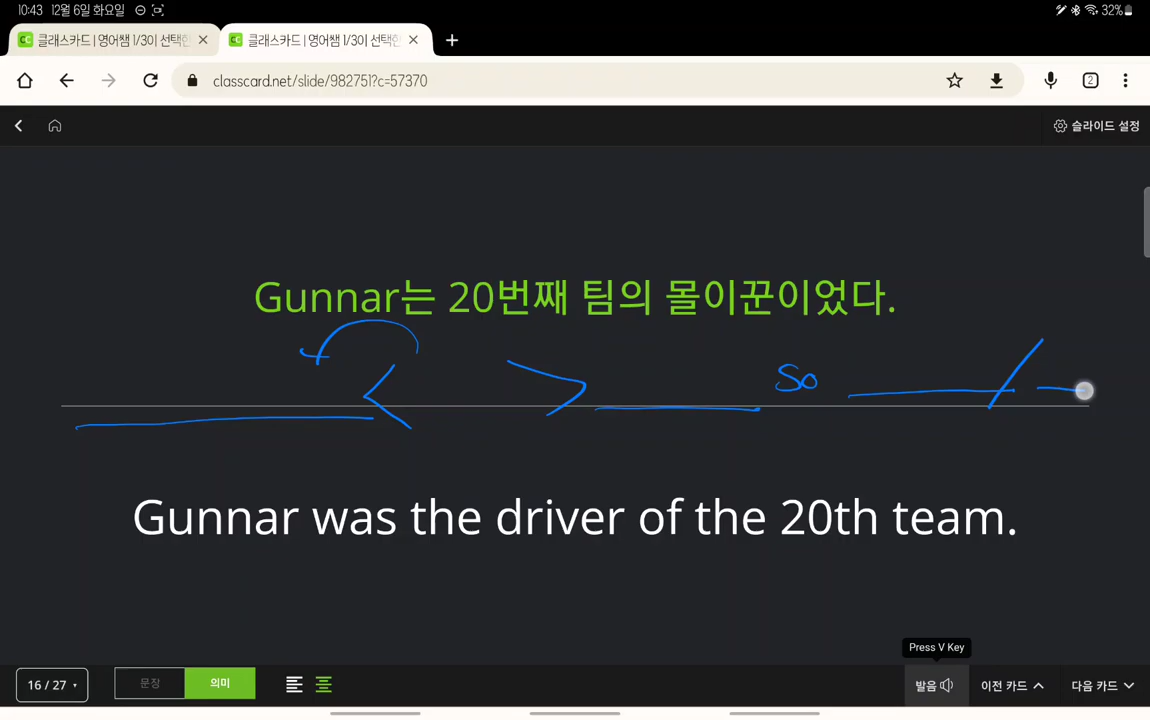 10:43 12월 6일 화요일 32%
클래스카드 | 영어쌤 1/30 | 선택한 클래스카드 | 영어쌤 1/30 | 선택한
classcard.net/slide/982751?c=57370 2
슬라이드 설정
Gunnar는 20번째 팀의 몰이꾼이었다.
So
Gunnar was the driver of the 20th team.
Press V Key
16 / 27 문장 의미 발음 이전 카드 다음 카드